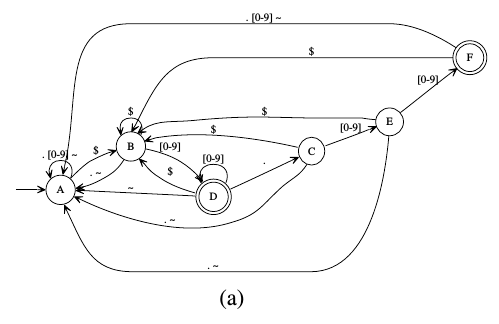 . [0-9] ~
$
F
[0-9]
$
$
E
$
B
[0-9]
[0-9]
. [0-9] ~
$
. ~
[0-9]
C
$
.
A
~
D
. ~
. ~
(a)